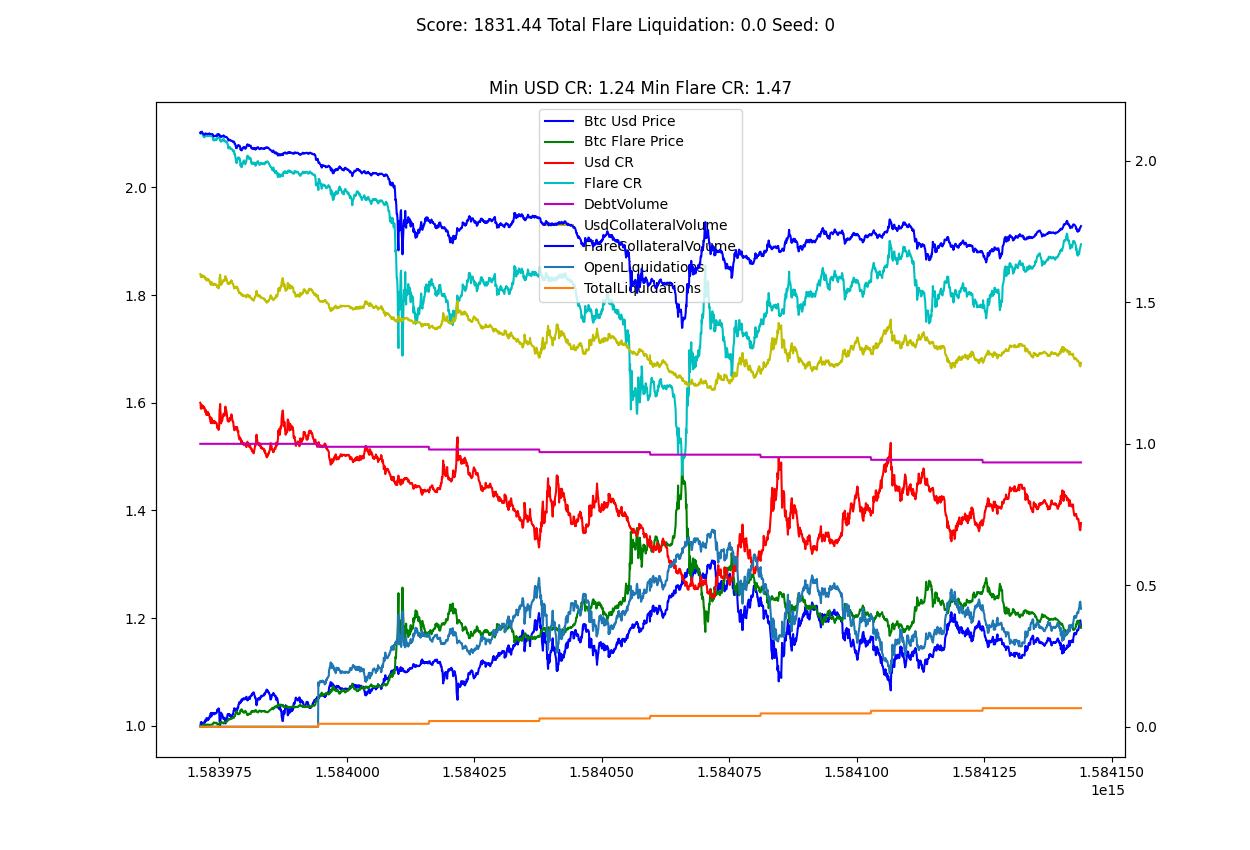 Score: 1831.44 Total Flare Liquidation: 0.0 Seed: 0
Min USD CR: 1.24 Min Flare CR: 1.47
Btc Usd Price
Btc Flare Price
Usd CR
Flare CR
DebtVolume
UsdCollateralVolume
FlareCollateralVolume
OpenLiquidations
TotalLiquidations
2.0
1.8
1.6
1.4
1.2
1.0
2.0
1.5
1.0
0.5
0.0
1.583975
1.584000
1.584025
1.584050
1.584075
1.584100
1.584125
1.584150
1e15